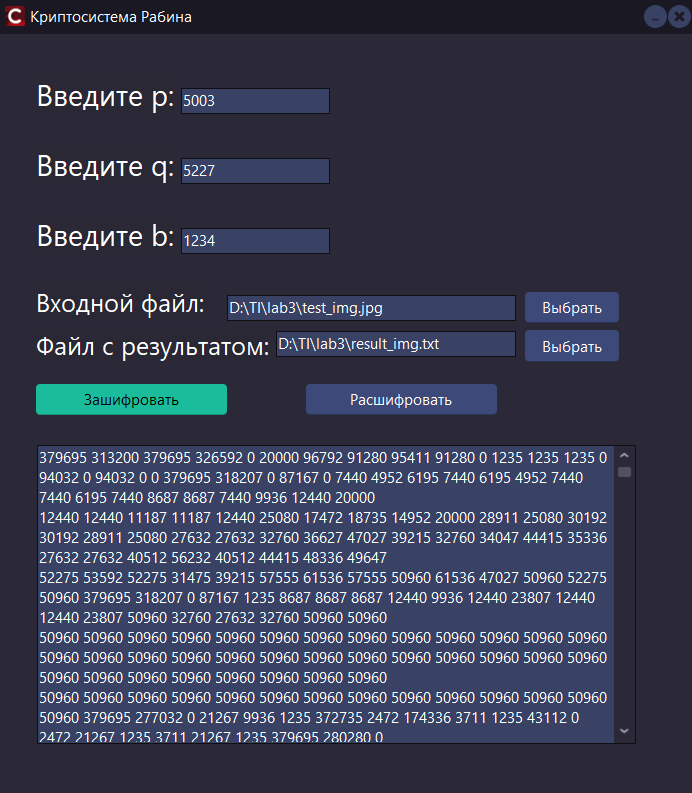 Криптосистема Рабина
Введите p: 5003
Введите q: 5227
Введите b: 1234
Входной файл: D:\TI\lab3\test_img.jpg Выбрать
Файл с результатом: D:\TI\lab3\result_img.txt Выбрать
Зашифровать Расшифровать
379695 313200 379695 326592 0 20000 96792 91280 95411 91280 0 1235 1235 1235 0
94032 0 94032 0 0 379695 318207 0 87167 0 7440 4952 6195 7440 6195 4952 7440
7440 6195 7440 8687 8687 7440 9936 12440 20000
12440 12440 11187 11187 12440 25080 17472 18735 14952 20000 28911 25080 30192
30192 28911 25080 27632 27632 32760 36627 47027 39215 32760 34047 44415 35336
27632 27632 40512 56232 40512 44415 48336 49647
52275 53592 52275 31475 39215 57555 61536 57555 50960 61536 47027 50960 52275
50960 379695 318207 0 87167 1235 8687 8687 8687 12440 9936 12440 23807 12440
12440 23807 50960 32760 27632 32760 50960 50960
50960 50960 50960 50960 50960 50960 50960 50960 50960 50960 50960 50960 50960
50960 50960 50960 50960 50960 50960 50960 50960 50960 50960 50960 50960 50960
50960 50960 50960 50960 50960 50960 50960 50960
50960 50960 50960 50960 50960 50960 50960 50960 50960 50960 50960 50960 50960
50960 379695 277032 0 21267 9936 1235 372735 2472 174336 3711 1235 43112 0
2472 21267 1235 3711 21267 1235 379695 280280 0